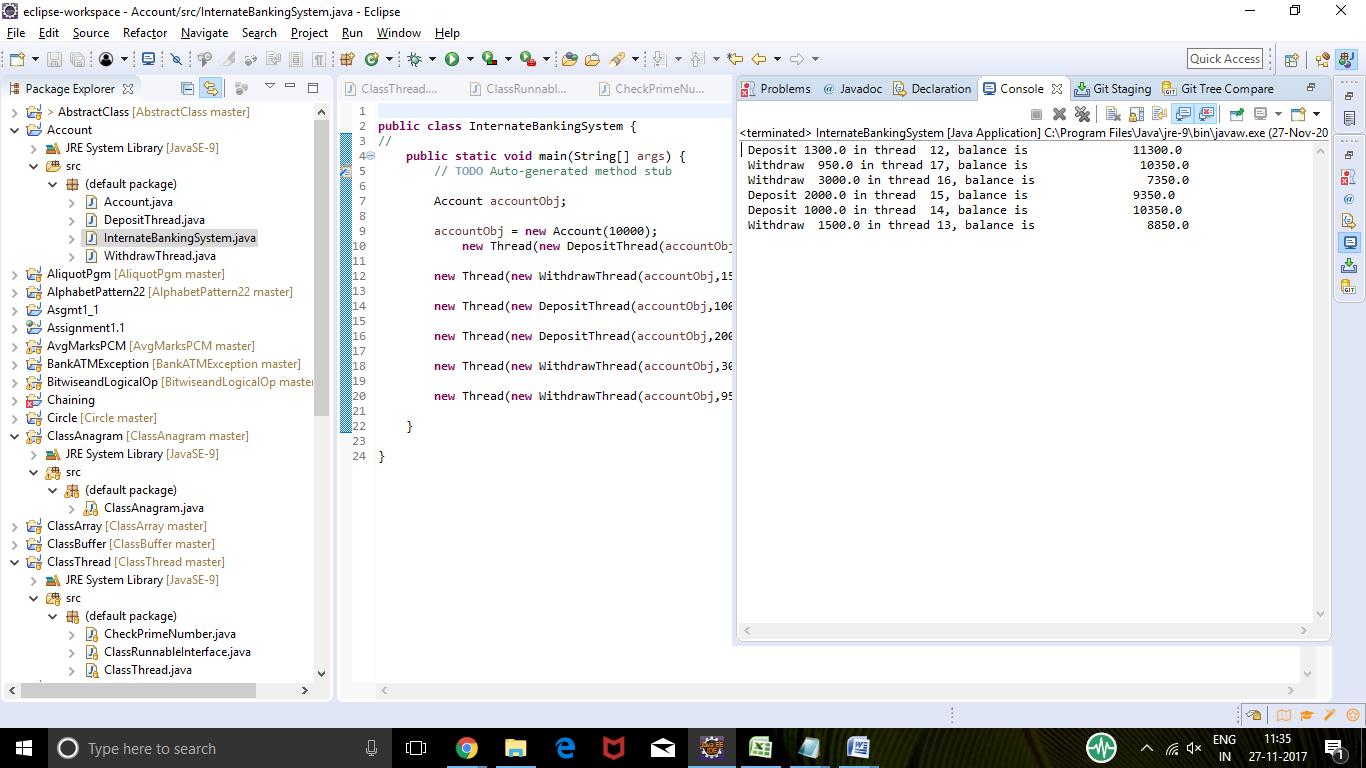 eclipse-workspace - Account/src/InternateBankingSystem.java - Eclipse
File Edit Source Refactor Navigate Search Project Run Window Help
Quick Access
Package Explorer
> AbstractClass [AbstractClass master]
Account
JRE System Library [JavaSE-9]
src
(default package)
Account.java
DepositThread.java
InternateBankingSystem.java
WithdrawThread.java
AliquotPgm [AliquotPgm master]
AlphabetPattern22 [AlphabetPattern22 master]
Asgmt1_1
Assignment1.1
AvgMarksPCM [AvgMarksPCM master]
BankATMException [BankATMException master]
BitwiseandLogicalOp [BitwiseandLogicalOp master
Chaining
Circle [Circle master]
ClassAnagram [ClassAnagram master]
JRE System Library [JavaSE-9]
src
(default package)
ClassAnagram.java
ClassArray [ClassArray master]
ClassBuffer [ClassBuffer master]
ClassThread [ClassThread master]
JRE System Library [JavaSE-9]
src
(default package)
CheckPrimeNumber.java
ClassRunnableInterface.java
ClassThread.java
ClassThread.... ClassRunnabl... CheckPrimeNu...
1
2 public class InternateBankingSystem {
3 //
4 public static void main(String[] args) {
5 // TODO Auto-generated method stub
6
7 Account accountObj;
8
9 accountObj = new Account(10000);
10 new Thread(new DepositThread(accountObj
11
12 new Thread(new WithdrawThread(accountObj,15
13
14 new Thread(new DepositThread(accountObj,100
15
16 new Thread(new DepositThread(accountObj,200
17
18 new Thread(new WithdrawThread(accountObj,30
19
20 new Thread(new WithdrawThread(accountObj,95
21
22 }
23
24 }
Problems @ Javadoc Declaration Console Git Staging Git Tree Compare
<terminated> InternateBankingSystem [Java Application] C:\Program Files\Java\jre-9\bin\javaw.exe (27-Nov-20
Deposit 1300.0 in thread 12, balance is 11300.0
Withdraw 950.0 in thread 17, balance is 10350.0
Withdraw 3000.0 in thread 16, balance is 7350.0
Deposit 2000.0 in thread 15, balance is 9350.0
Deposit 1000.0 in thread 14, balance is 10350.0
Withdraw 1500.0 in thread 13, balance is 8850.0
Type here to search
ENG
IN
11:35
27-11-2017
1